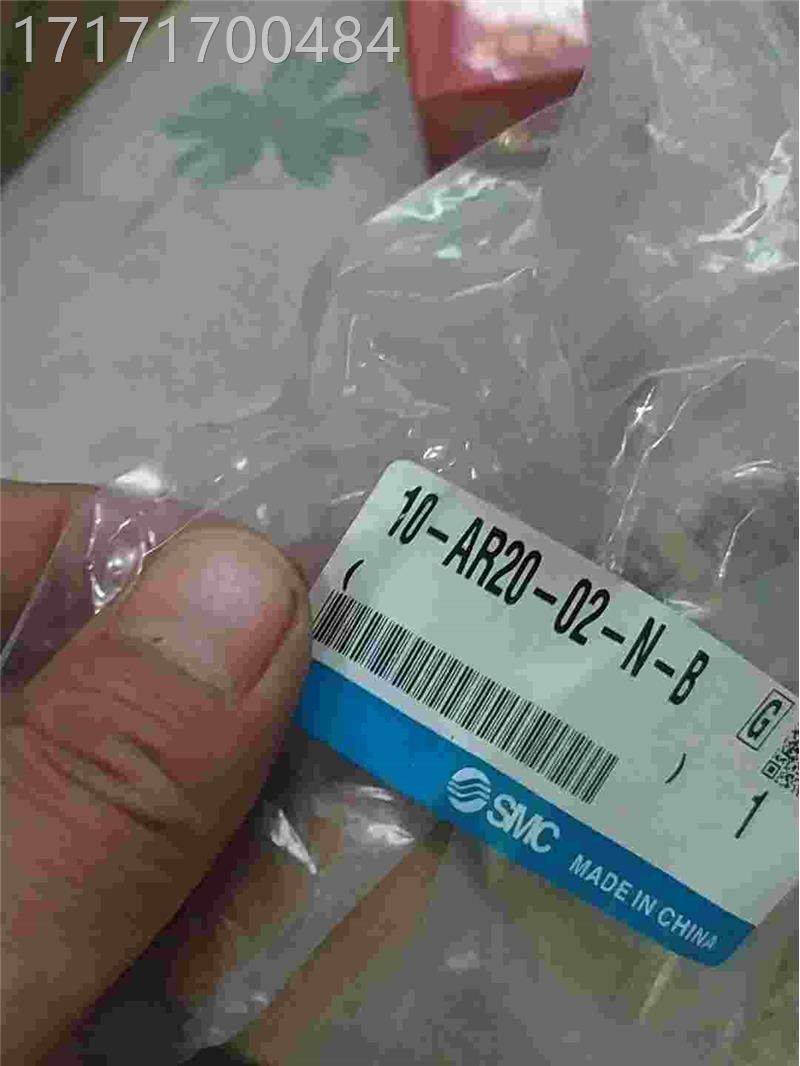 17171700484
10-AR20-02-N-B
( )
G
1
SMC
MADE IN CHINA